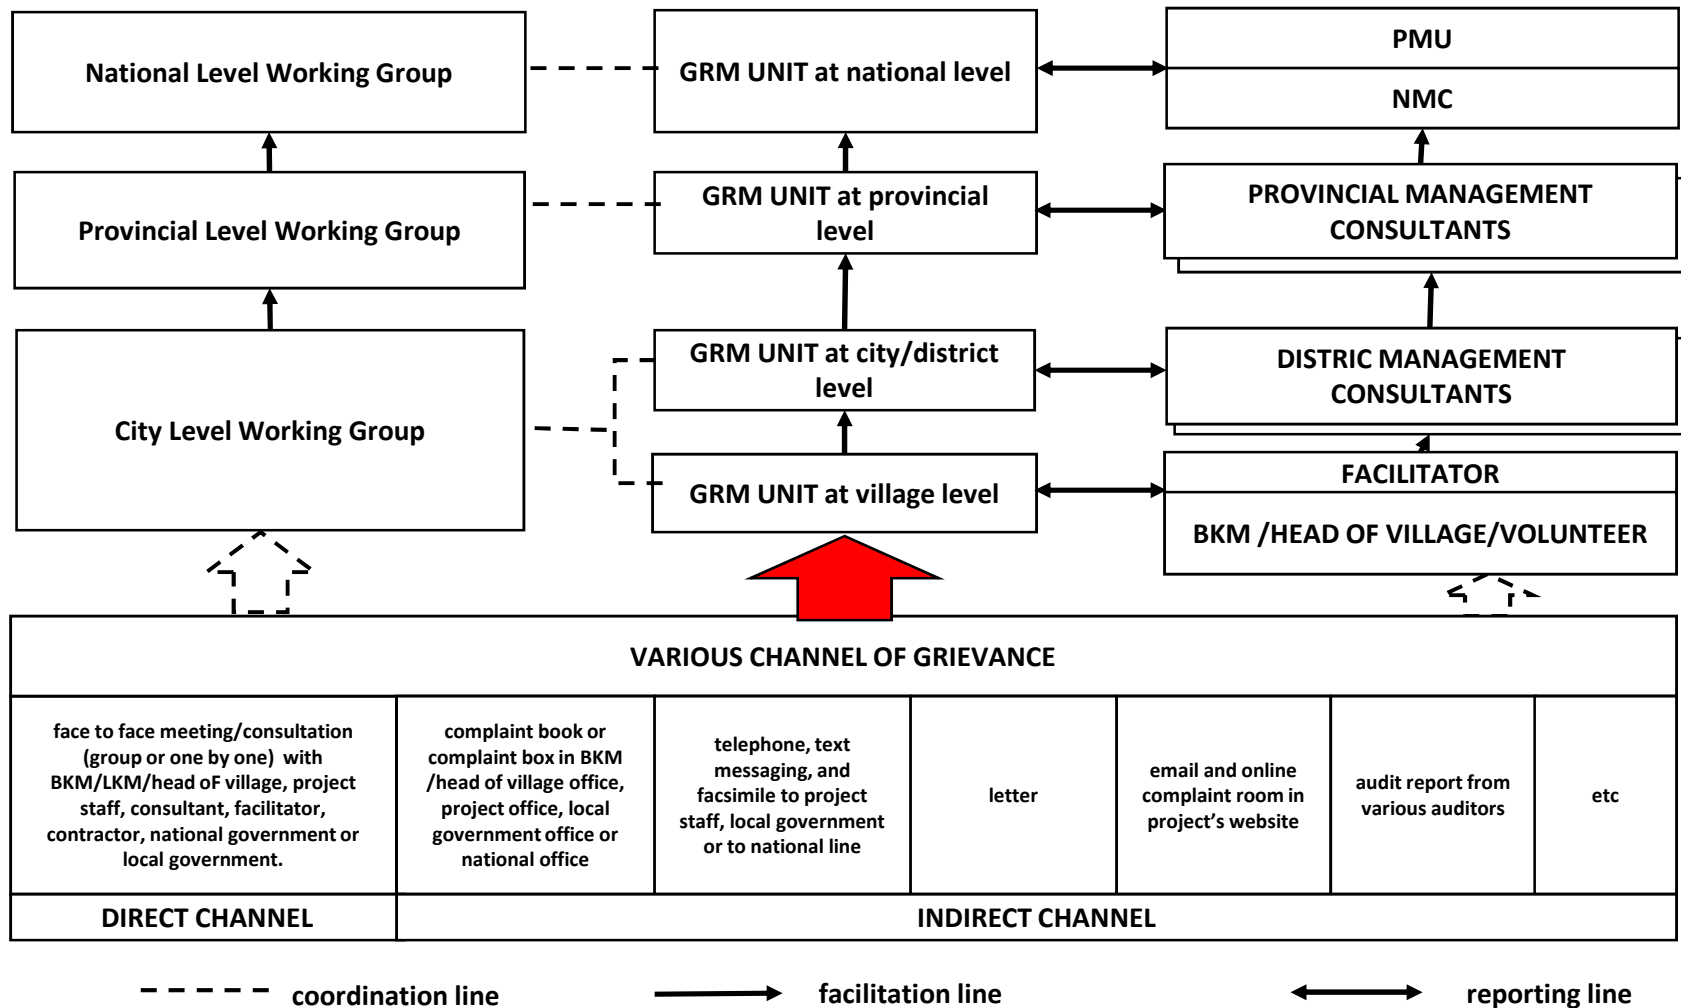 National Level Working Group
GRM UNIT at national level
PMU
NMC
Provincial Level Working Group
GRM UNIT at provincial
level
PROVINCIAL MANAGEMENT
CONSULTANTS
City Level Working Group
GRM UNIT at city/district
level
DISTRIC MANAGEMENT
CONSULTANTS
GRM UNIT at village level
FACILITATOR
BKM /HEAD OF VILLAGE/VOLUNTEER
VARIOUS CHANNEL OF GRIEVANCE
face to face meeting/consultation
(group or one by one) with
BKM/LKM/head oF village, project
staff, consultant, facilitator,
contractor, national government or
local government.
complaint book or
complaint box in BKM
/head of village office,
project office, local
government office or
national office
telephone, text
messaging, and
facsimile to project
staff, local government
or to national line
letter
email and online
complaint room in
project's website
audit report from
various auditors
etc
DIRECT CHANNEL
INDIRECT CHANNEL
coordination line
facilitation line
reporting line